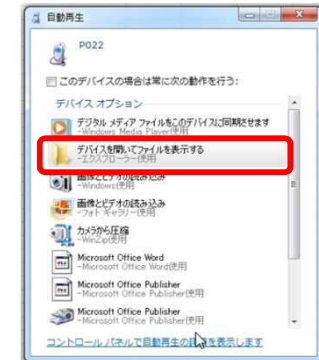 自動再生
P022
このデバイスの場合は常に次の動作を行う:
デバイス オプション
デジタル メディア ファイルをこのデバイスに同期させます
-Windows Media Player使用
デバイスを開いてファイルを表示する
-エクスプローラー使用
画像とビデオの読み込み
-Windows使用
画像とビデオの読み込み
-フォト ギャラリー使用
カメラから圧縮
-WinZip使用
Microsoft Office Word
-Microsoft Office Word使用
Microsoft Office Publisher
-Microsoft Office Publisher使用
Microsoft Office Publisher
-Microsoft Office Publisher使用
コントロール パネルで自動再生の詳細を表示します